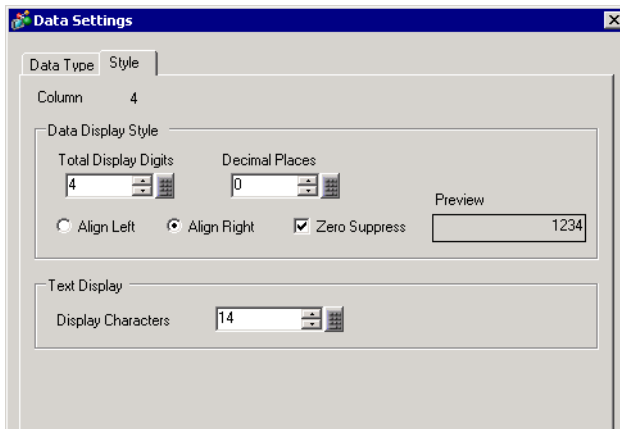 Data Settings
Data Type Style
Column 4
Data Display Style
Total Display Digits Decimal Places
4 0
Preview
Align Left Align Right Zero Suppress 1234
Text Display
Display Characters 14